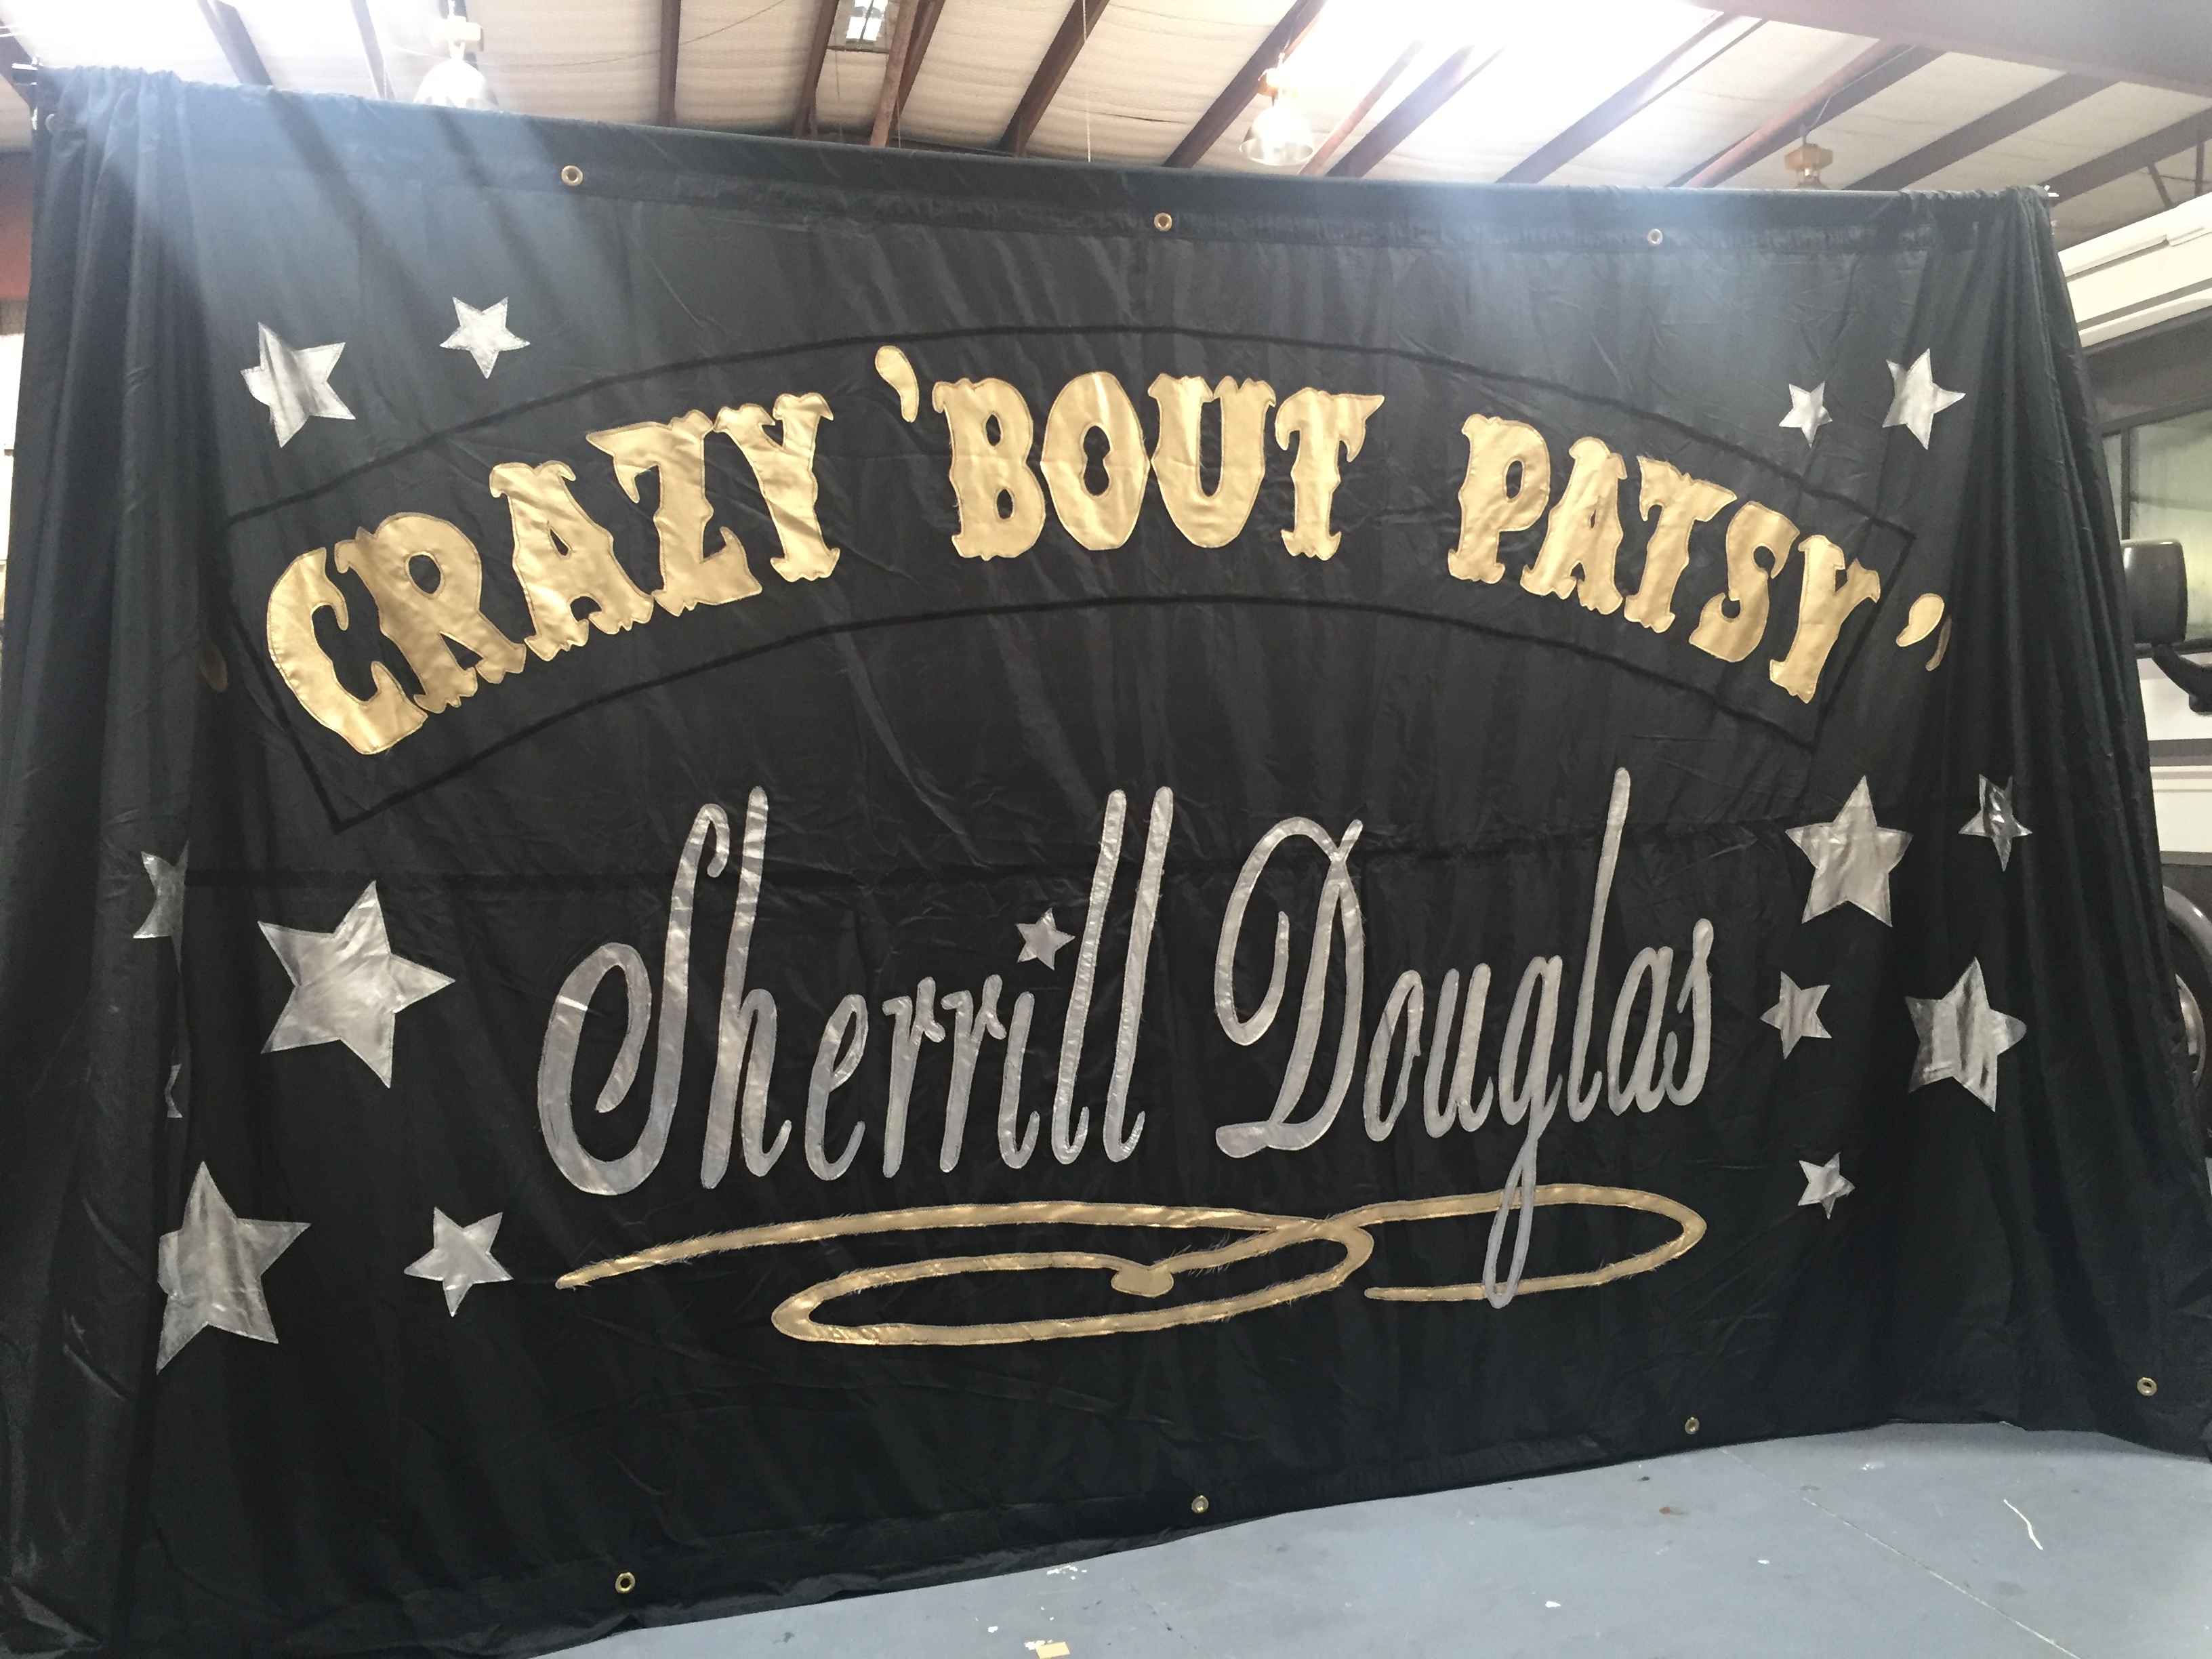 "CRAZY 'BOUT PATSY"
Sherrill Douglas